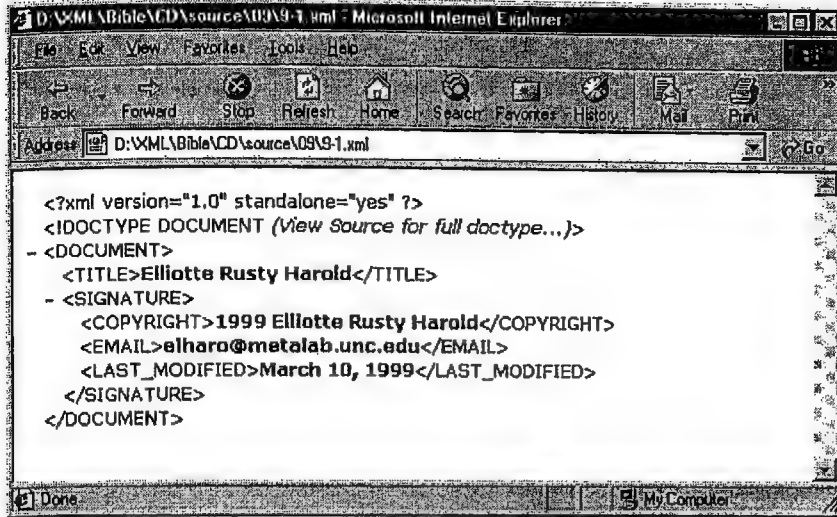 D:\XML\Bible\CD\source\09\9-1.xml - Microsoft Internet Explorer
File Edit View Favorites Tools Help
Back Forward Stop Refresh Home Search Favorites History Mail Print
Address D:\XML\Bible\CD\source\09\9-1.xml Go
<?xml version="1.0" standalone="yes" ?>
<!DOCTYPE DOCUMENT (View Source for full doctype...)>
- <DOCUMENT>
<TITLE>Elliotte Rusty Harold</TITLE>
- <SIGNATURE>
<COPYRIGHT>1999 Elliotte Rusty Harold</COPYRIGHT>
<EMAIL>elharo@metalab.unc.edu</EMAIL>
<LAST_MODIFIED>March 10, 1999</LAST_MODIFIED>
</SIGNATURE>
</DOCUMENT>
Done My Computer